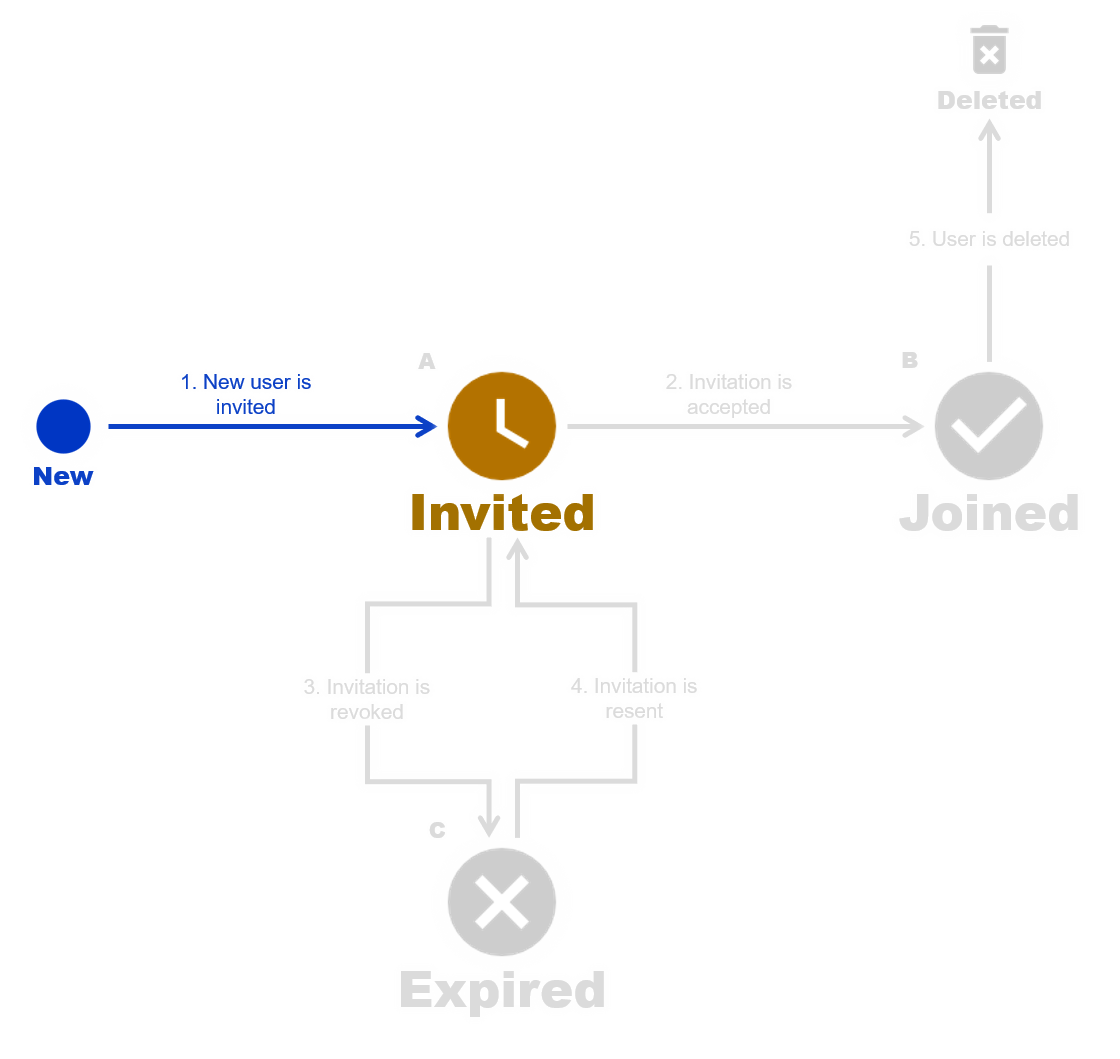 Deleted
5. User is deleted
A
B
1. New user is
invited
2. Invitation is
accepted
New
Invited
Joined
3. Invitation is
revoked
4. Invitation is
resent
C
Expired